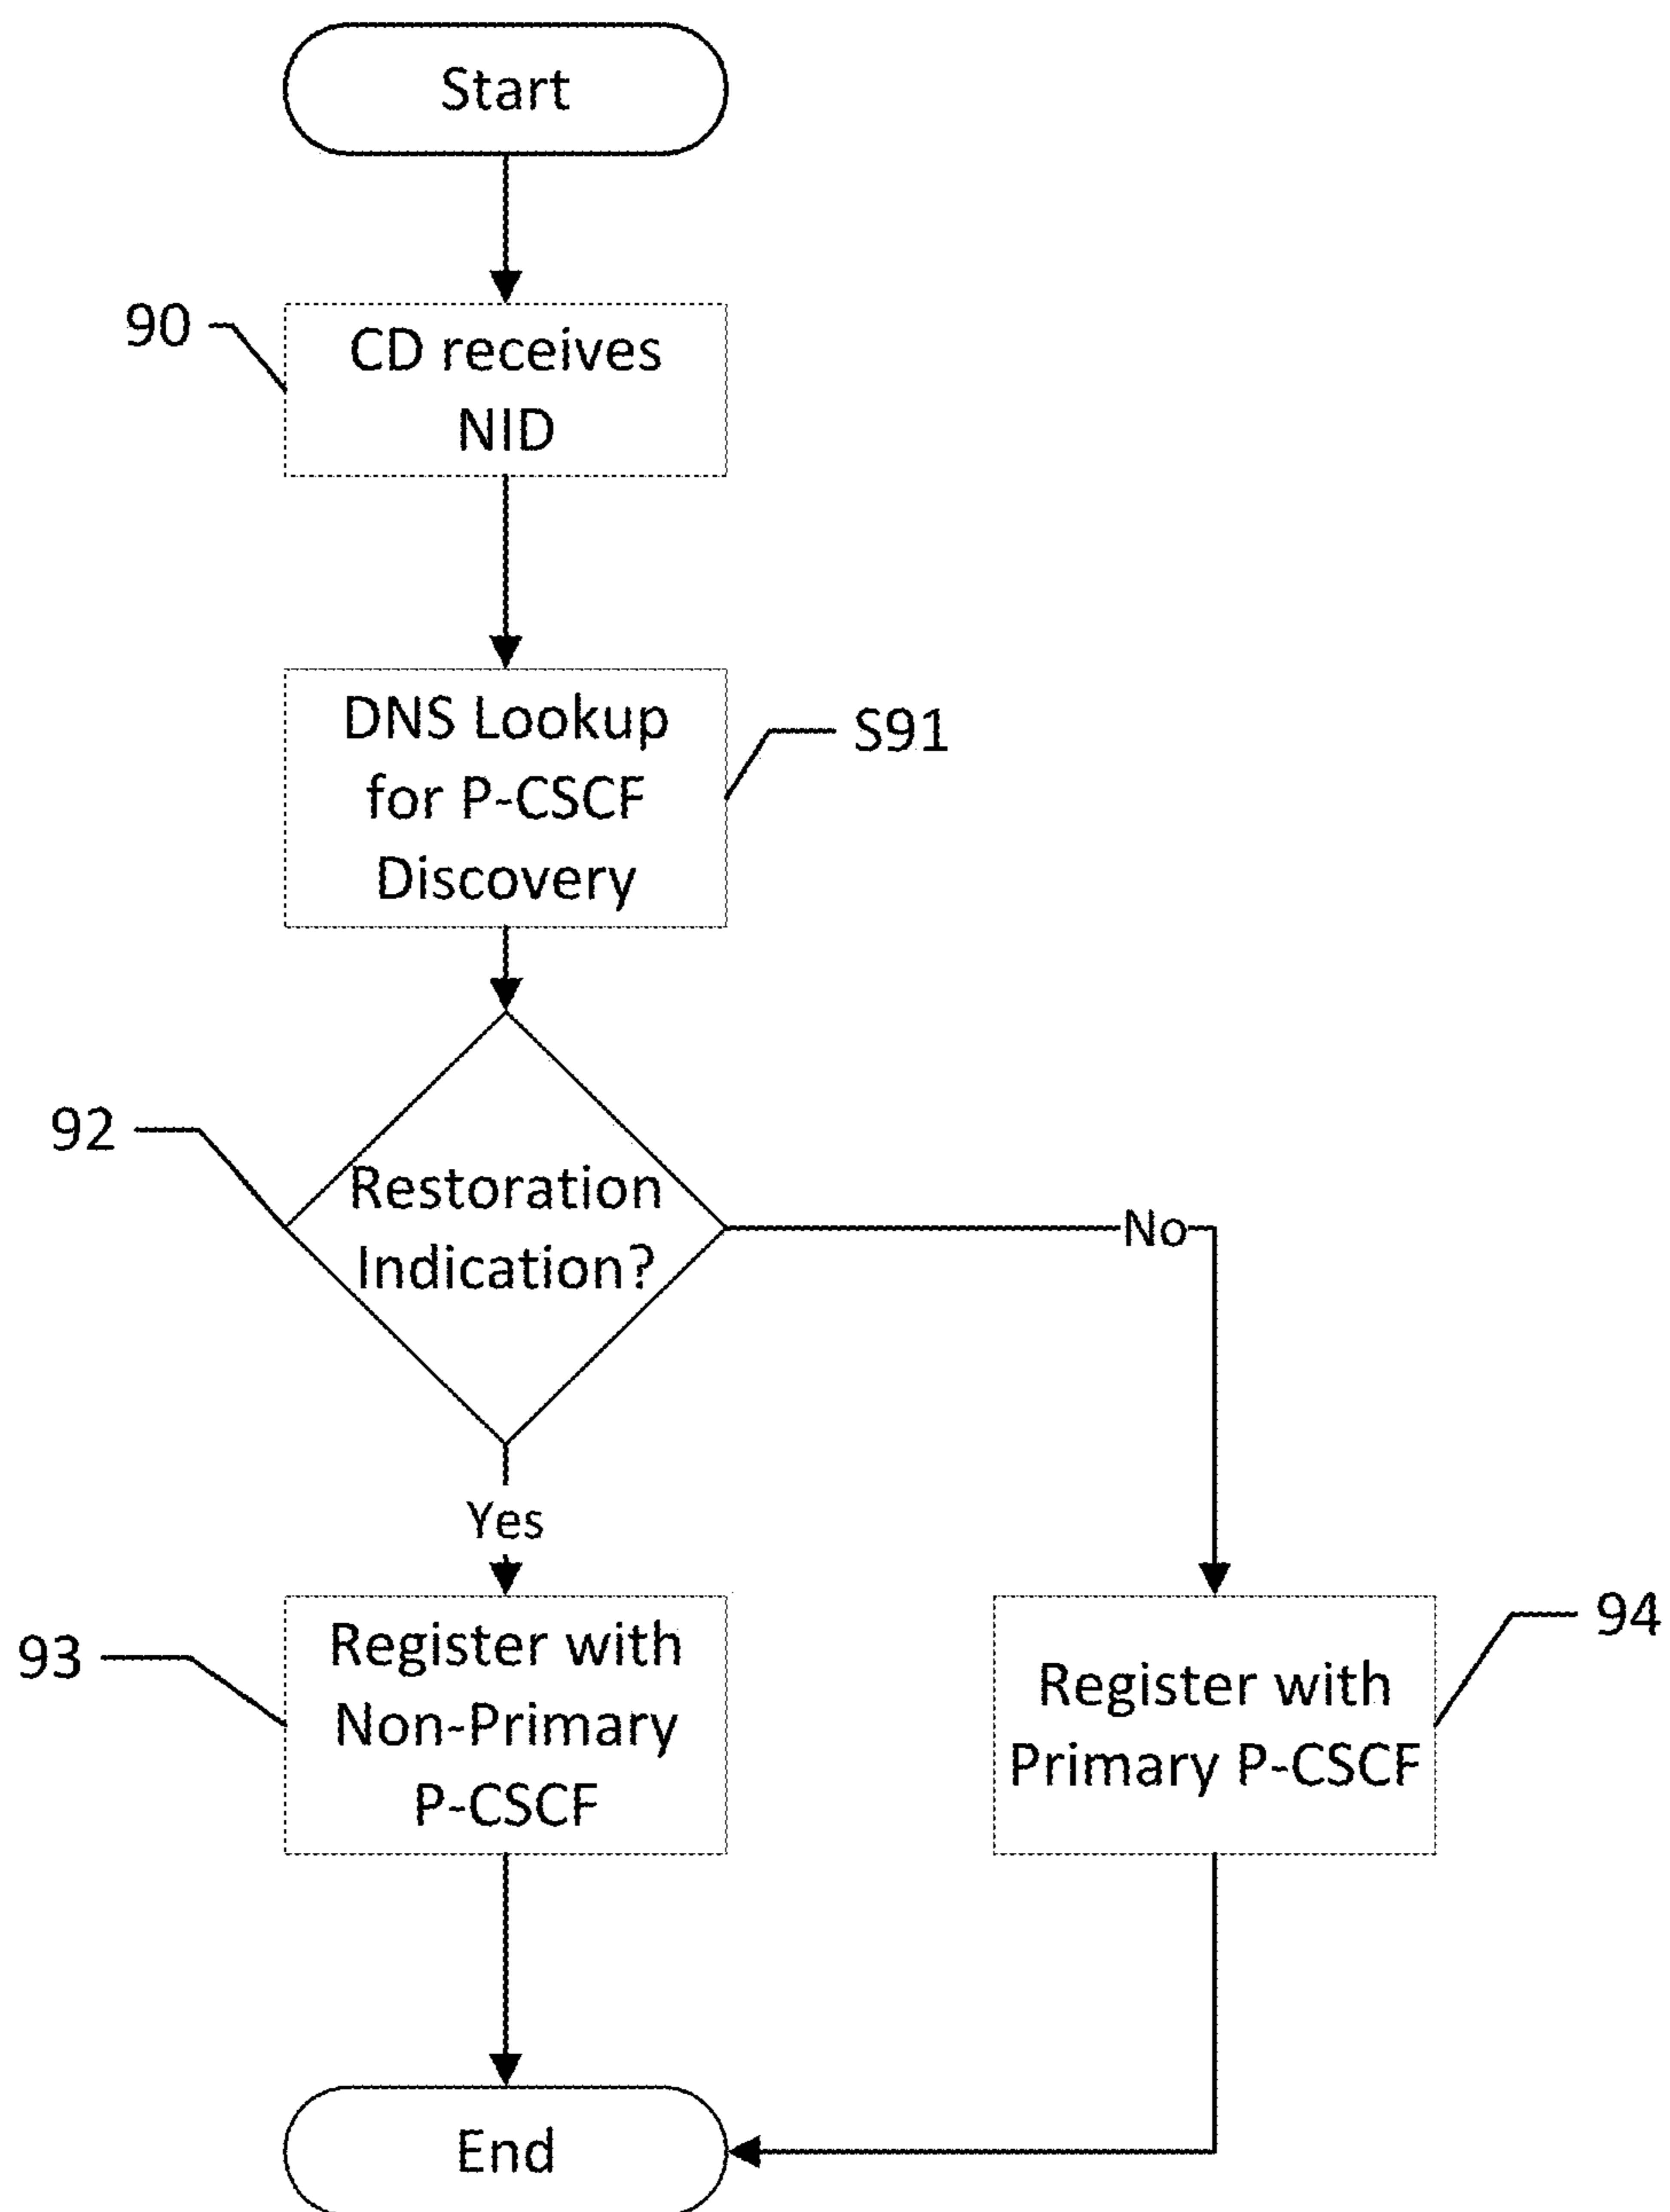 Start
90
CD receives
NID
DNS Lookup
for P-CSCF
Discovery
S91
92
Restoration
Indication?
No
Yes
93
Register with
Non-Primary
P-CSCF
Register with
Primary P-CSCF
94
End